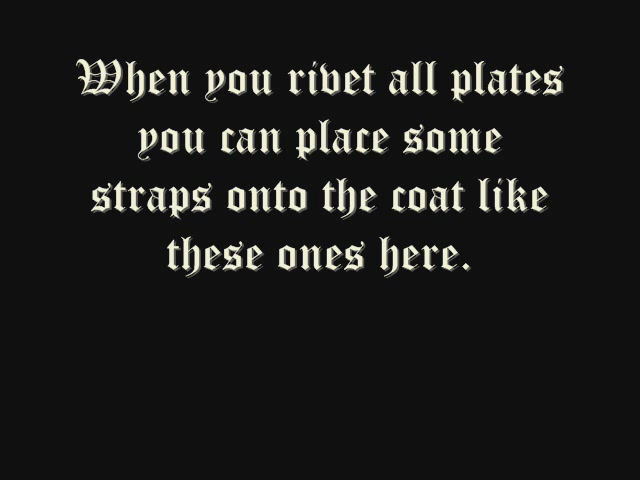 When you rivet all plates
you can place some
straps onto the coat like
these ones here.